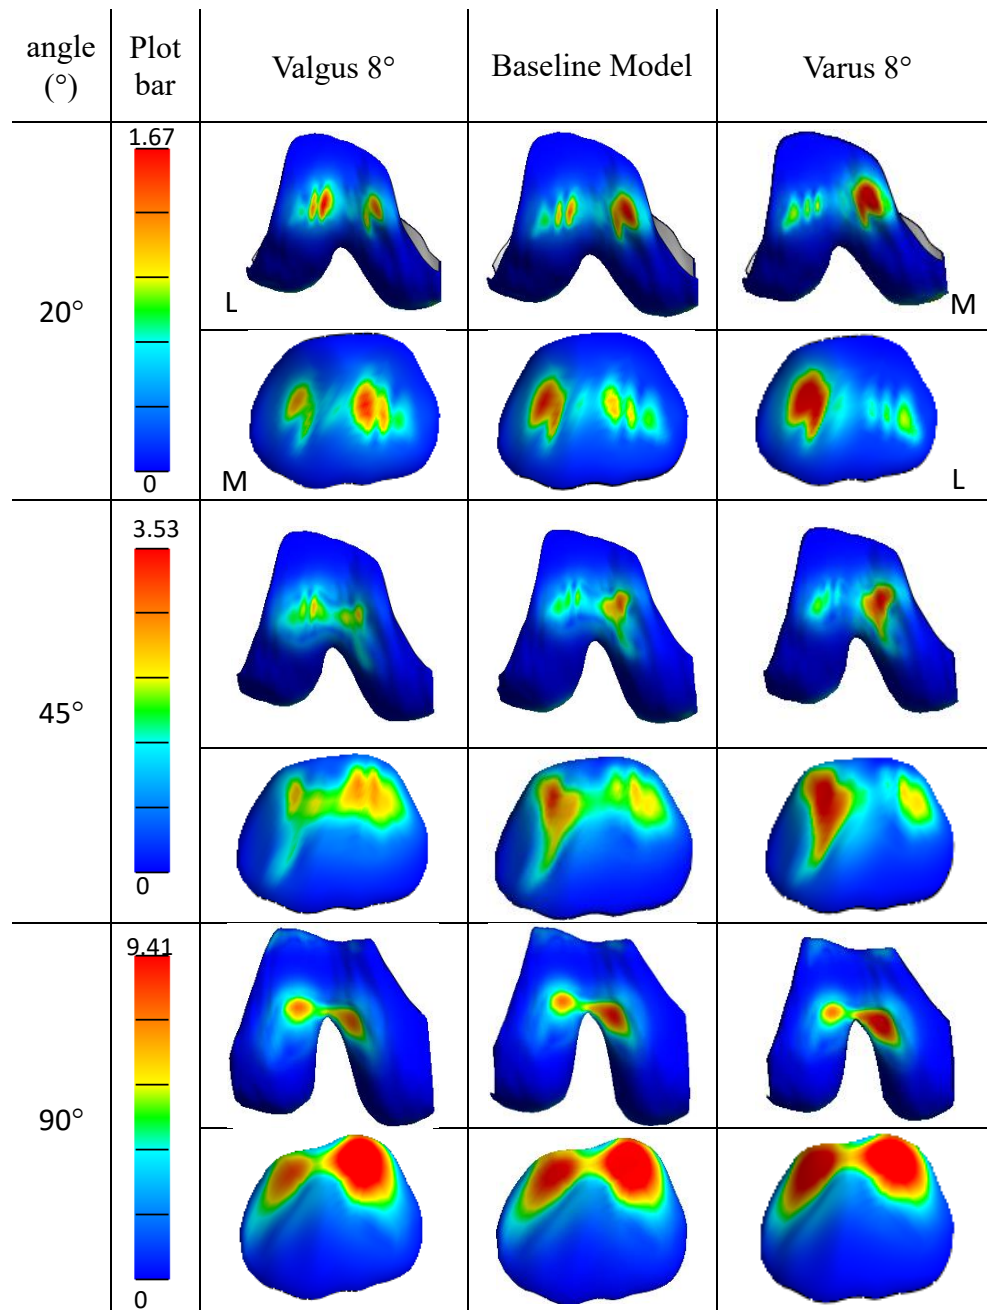 angle
(°)
Plot
bar
Valgus 8°
Baseline Model
Varus 8°
20°
1.67
0
L
M
M
L
45°
3.53
0
90°
9.41
0